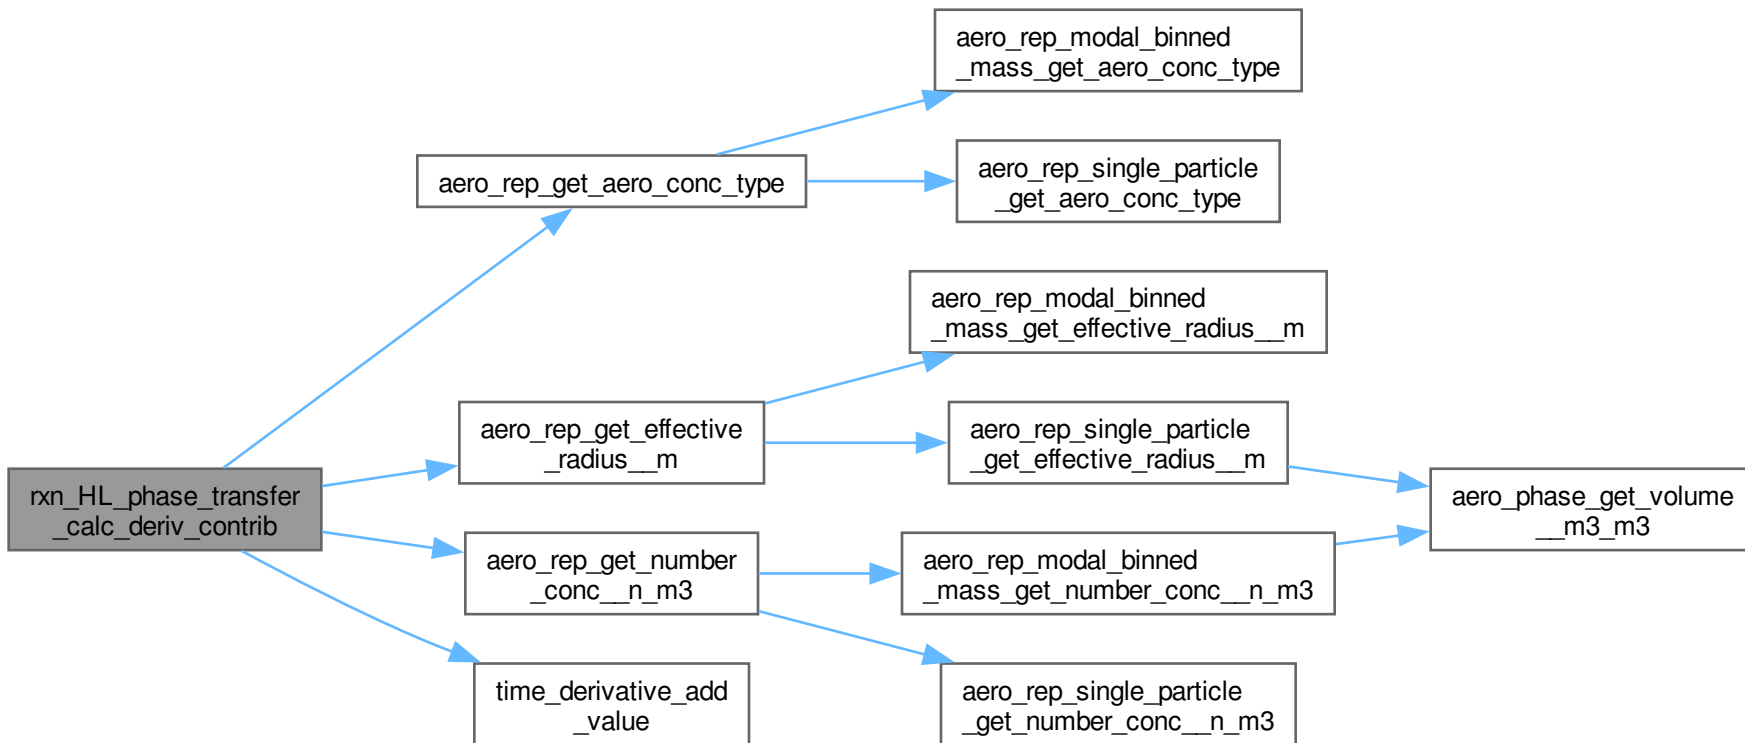 aero_rep_modal_binned
_mass_get_aero_conc_type
aero_rep_get_aero_conc_type
aero_rep_single_particle
_get_aero_conc_type
aero_rep_modal_binned
_mass_get_effective_radius__m
aero_rep_get_effective
_radius__m
aero_rep_single_particle
_get_effective_radius__m
rxn_HL_phase_transfer
_calc_deriv_contrib
aero_phase_get_volume
__m3_m3
aero_rep_get_number
_conc__n_m3
aero_rep_modal_binned
_mass_get_number_conc__n_m3
time_derivative_add
_value
aero_rep_single_particle
_get_number_conc__n_m3